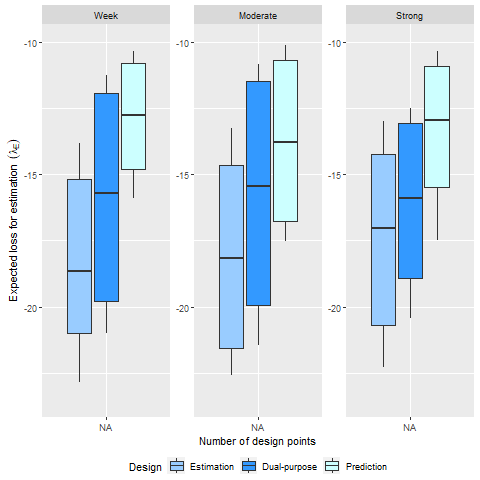 Week Moderate Strong
-10 -10 -10
-15 -15 -15
-20 -20 -20
Expected loss for estimation (λE)
NA NA NA
Number of design points
Design Estimation Dual-purpose Prediction